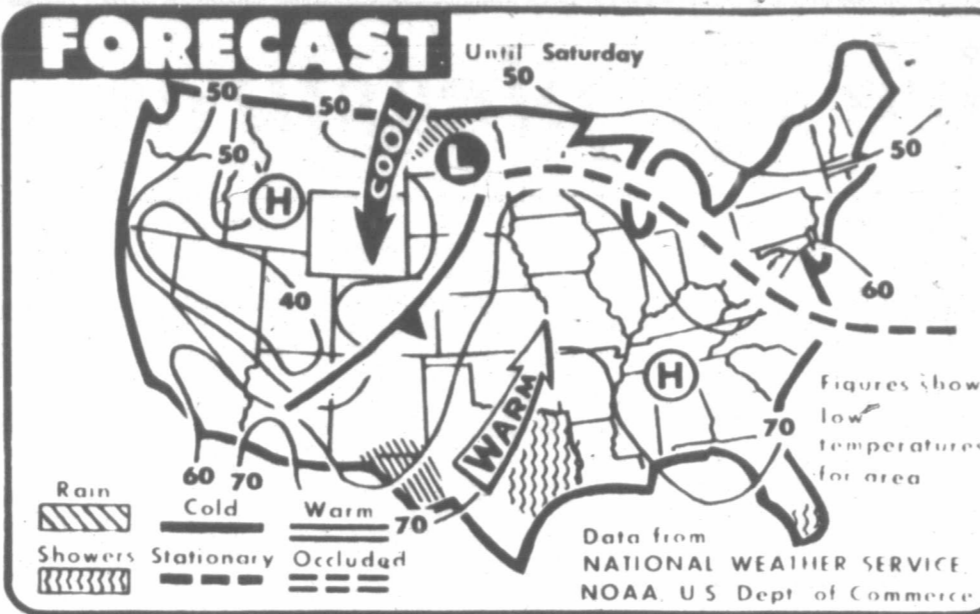 FORECAST
Until Saturday
50
50
50
50
50
COOL
L
H
40
60
H
WARM
70
60
70
70
Figures show
low
temperatures
for area
Rain
Cold
Warm
Showers
Stationary
Occluded
Data from
NATIONAL WEATHER SERVICE,
NOAA, U S Dept of Commerce